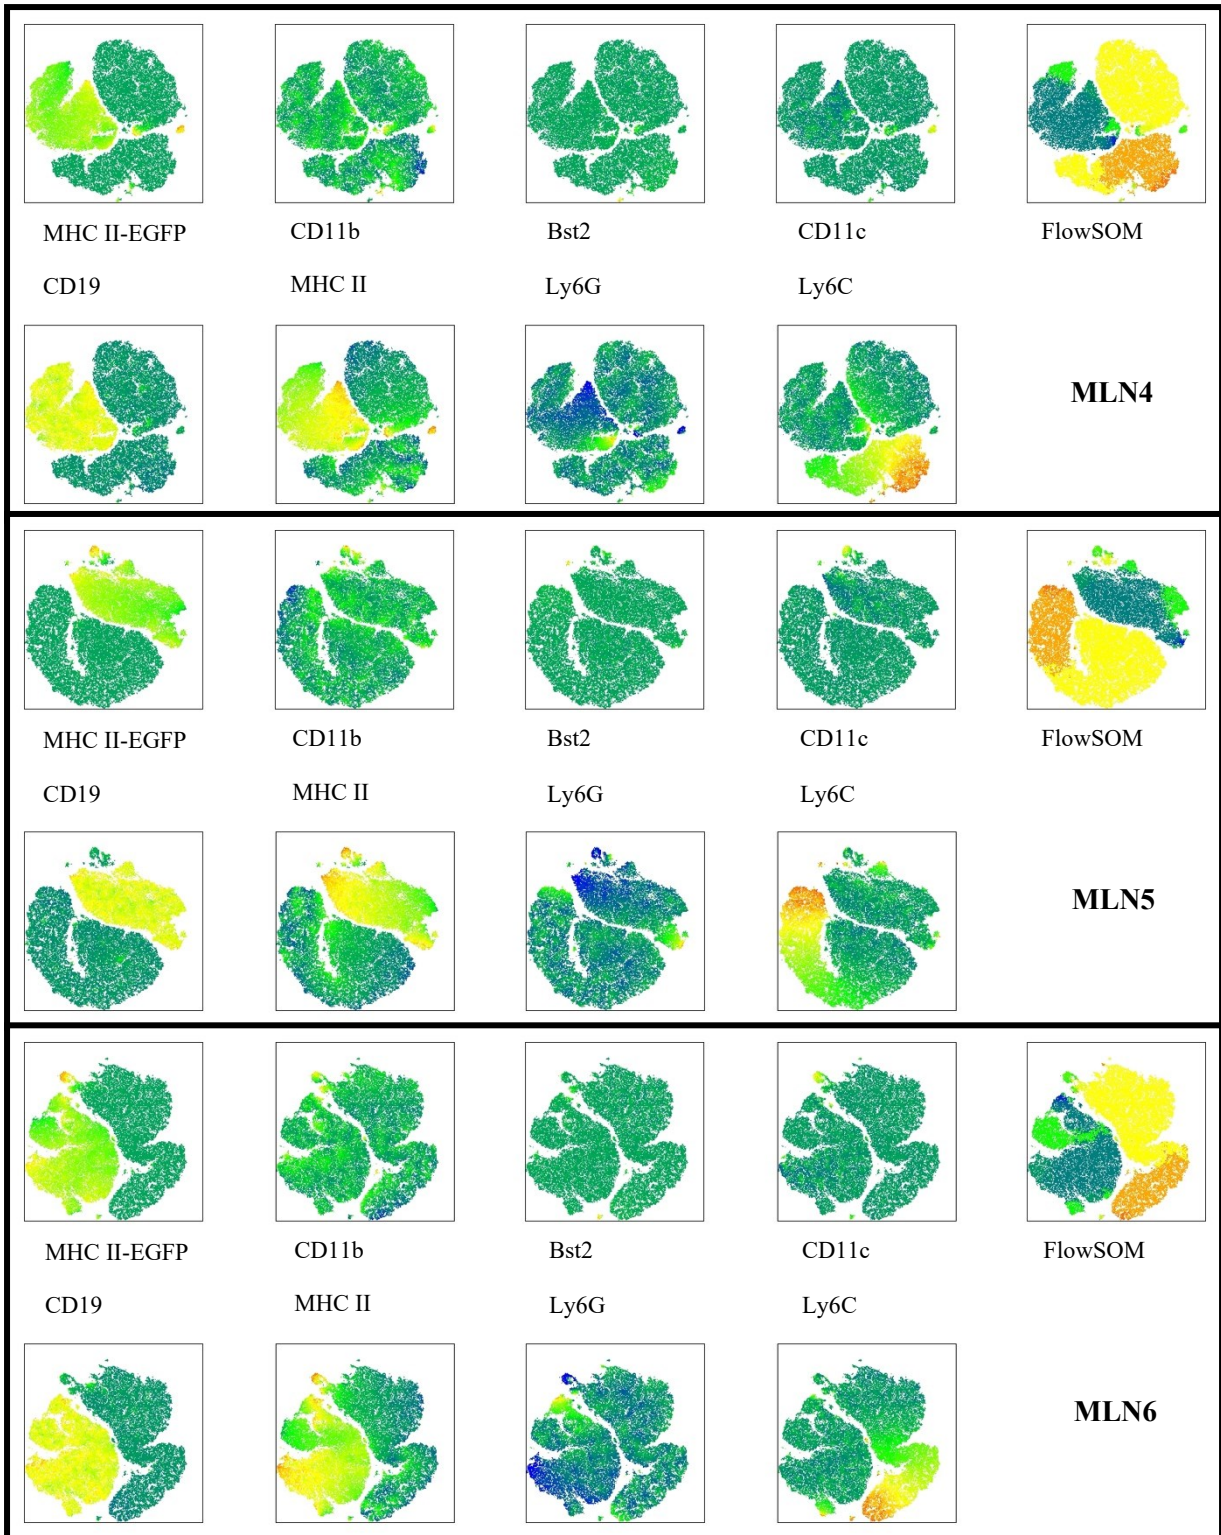 MHC II-EGFP CD11b Bst2 CD11c FlowSOM
CD19 MHC II Ly6G Ly6C
MLN4
MHC II-EGFP CD11b Bst2 CD11c FlowSOM
CD19 MHC II Ly6G Ly6C
MLN5
MHC II-EGFP CD11b Bst2 CD11c FlowSOM
CD19 MHC II Ly6G Ly6C
MLN6